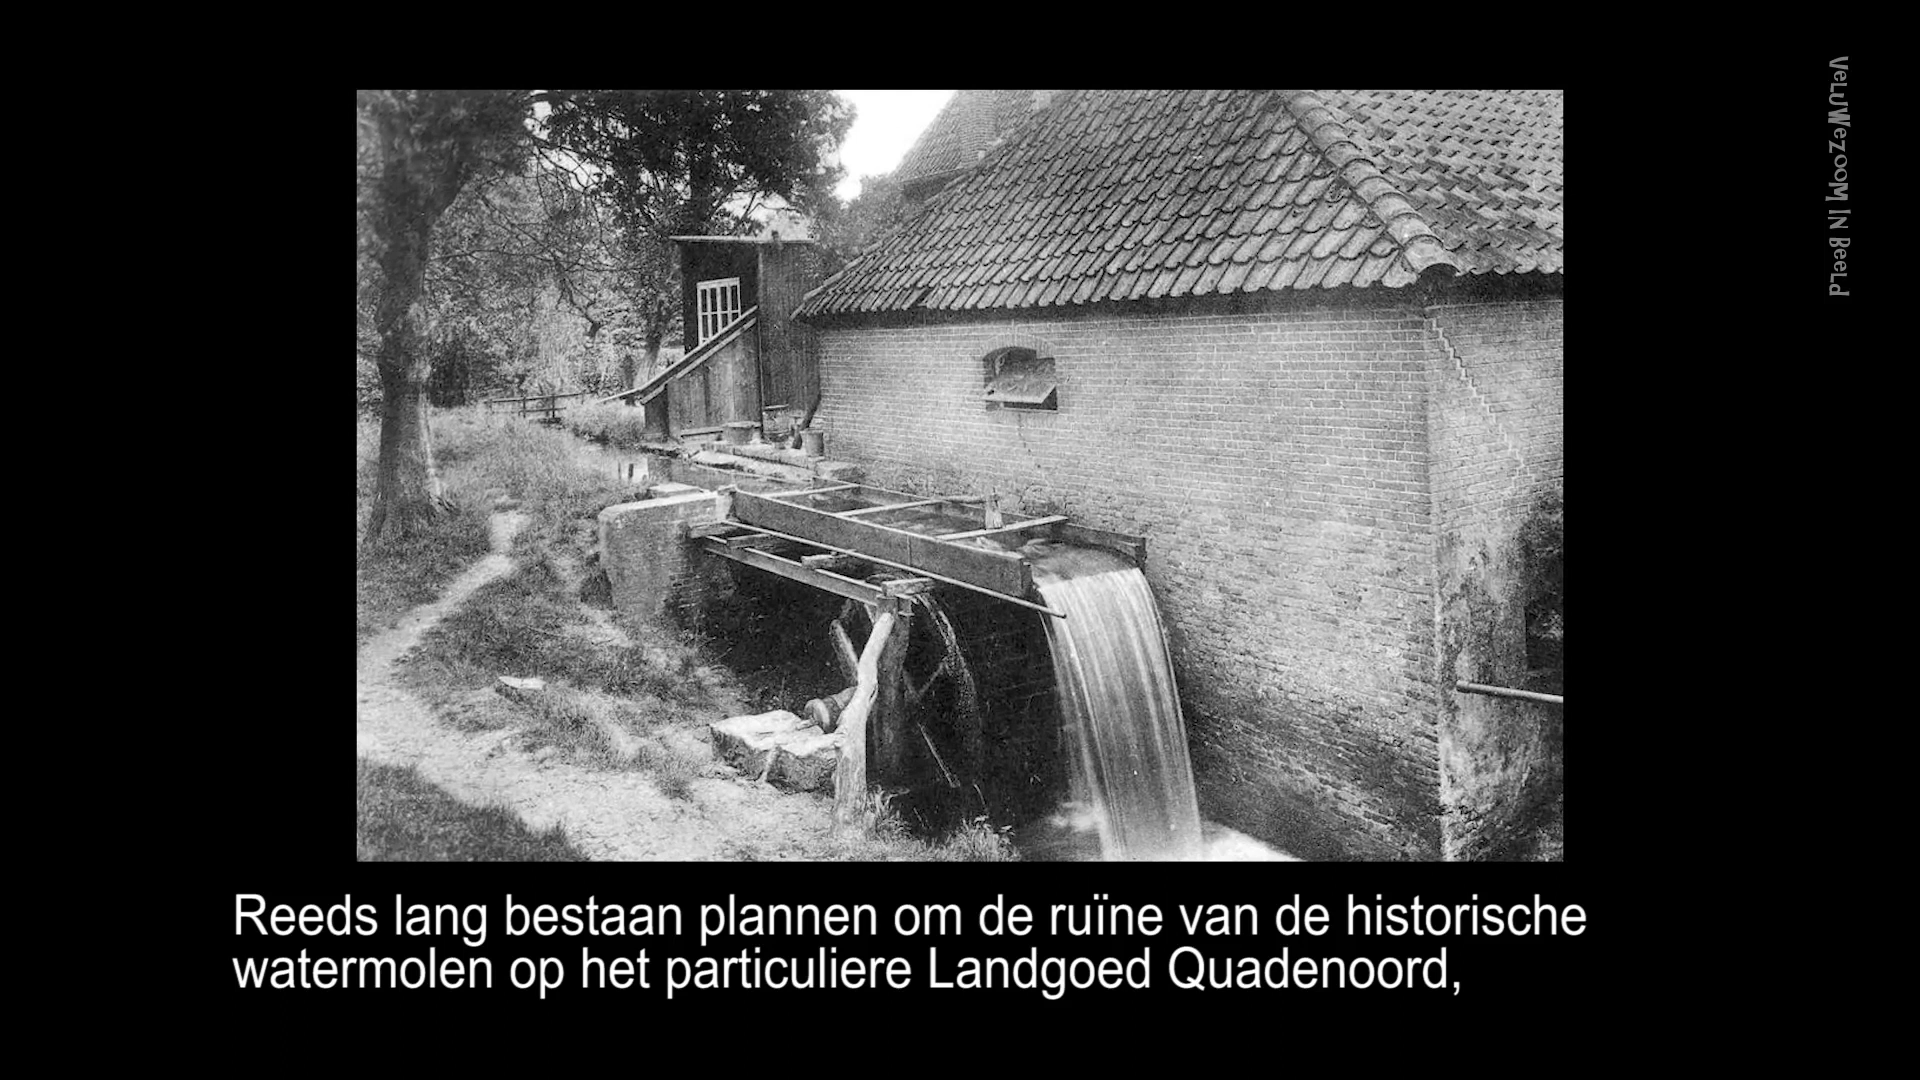 VeLUWezooM IN BeeLd
Reeds lang bestaan plannen om de ruïne van de historische
watermolen op het particuliere Landgoed Quadenoord,